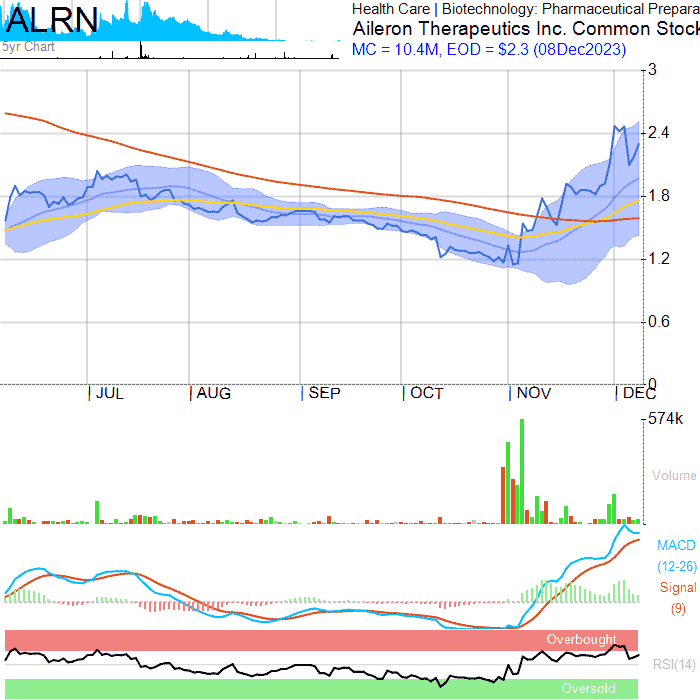 ALRN
5yr Chart
Health Care | Biotechnology: Pharmaceutical Prepara
Aileron Therapeutics Inc. Common Stock
MC = 10.4M, EOD = $2.3 (08Dec2023)
3
2.4
1.8
1.2
0.6
0
JUL AUG SEP OCT NOV DEC
574k
Volume
MACD
(12-26)
Signal
(9)
Overbought
RSI(14)
Oversold